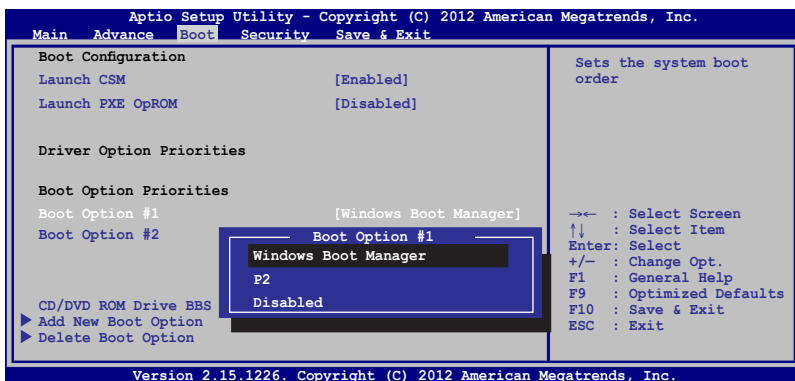 Aptio Setup Utility - Copyright (C) 2012 American Megatrends, Inc.
Main Advance Boot Security Save & Exit
Boot Configuration
Launch CSM [Enabled]
Launch PXE OpROM [Disabled]
Driver Option Priorities
Boot Option Priorities
Boot Option #1 [Windows Boot Manager]
Boot Option #2
Boot Option #1
Windows Boot Manager
P2
Disabled
CD/DVD ROM Drive BBS
Add New Boot Option
Delete Boot Option
Sets the system boot
order
→← : Select Screen
↑↓ : Select Item
Enter: Select
+/— : Change Opt.
F1 : General Help
F9 : Optimized Defaults
F10 : Save & Exit
ESC : Exit
Version 2.15.1226. Copyright (C) 2012 American Megatrends, Inc.